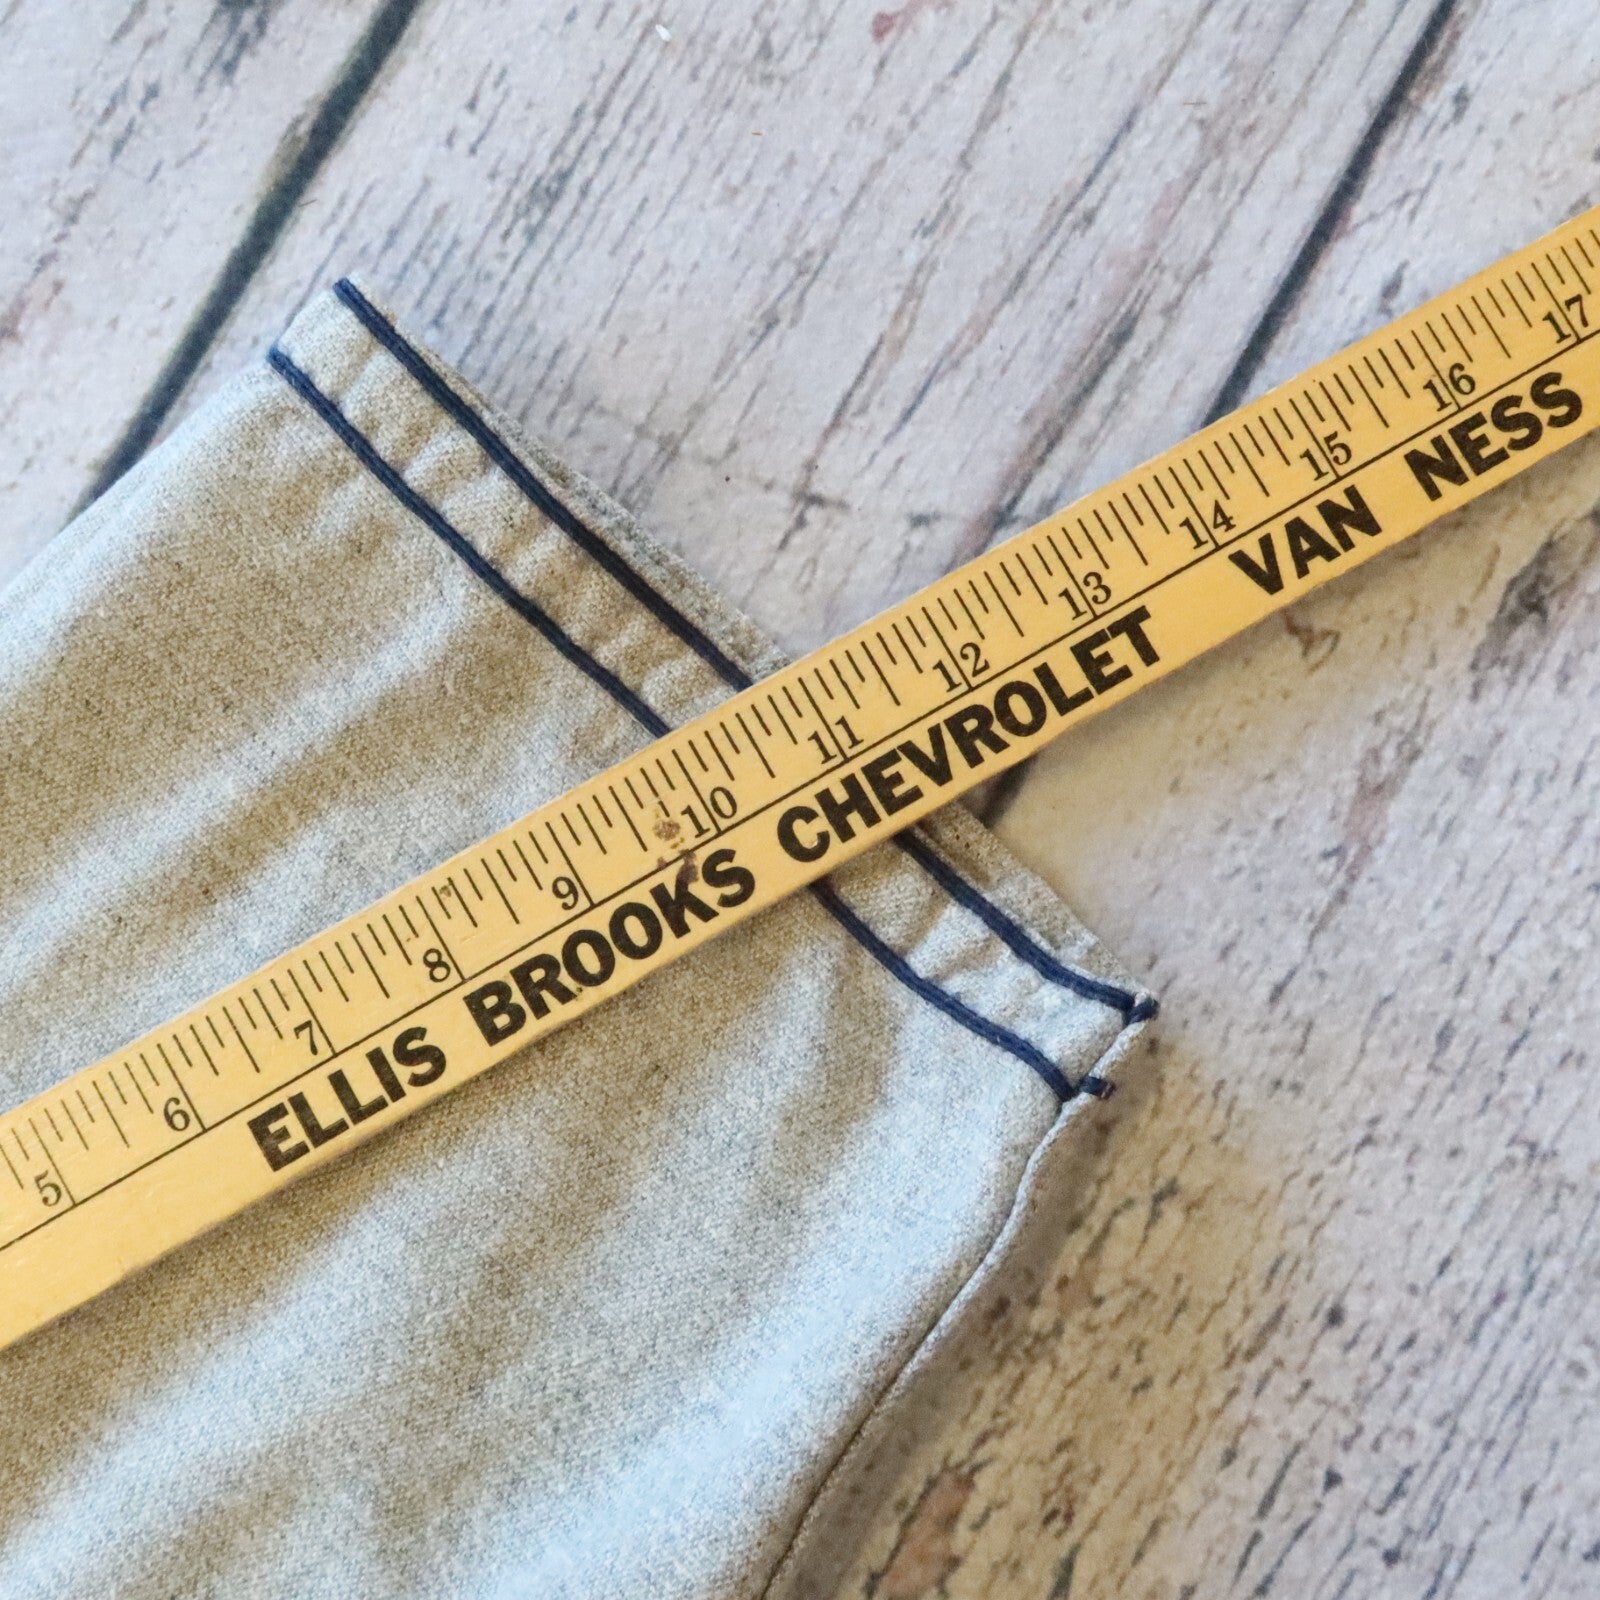 5 6 7 8 9 10 11 12 13 14 15 16 17
ELLIS BROOKS CHEVROLET VAN NESS